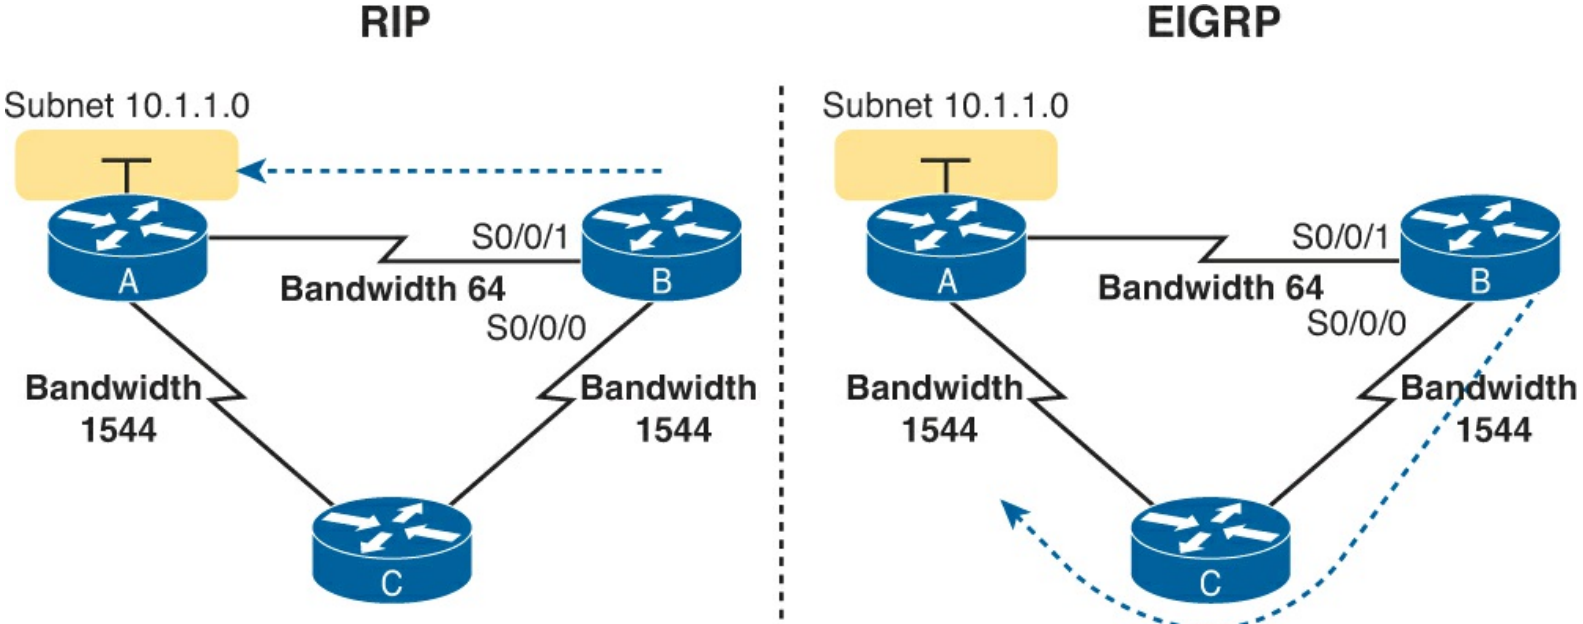 RIP
Subnet 10.1.1.0
S0/0/1
A
Bandwidth 64
B
S0/0/0
Bandwidth
1544
Bandwidth
1544
C
EIGRP
Subnet 10.1.1.0
S0/0/1
A
Bandwidth 64
B
S0/0/0
Bandwidth
1544
Bandwidth
1544
C